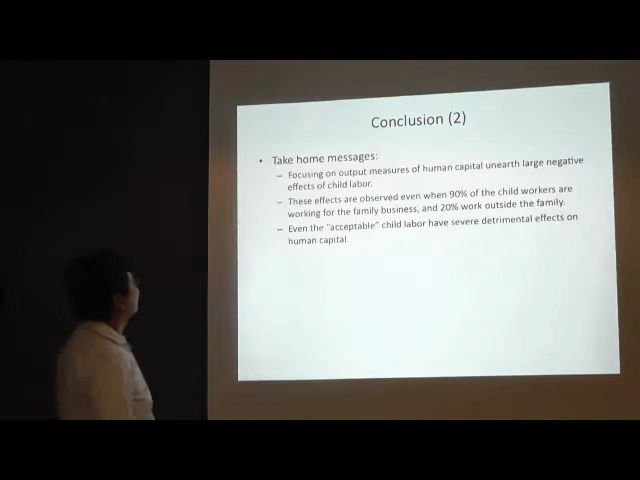 Conclusion (2)
• Take home messages:
– Focusing on output measures of human capital unearth large negative
effects of child labor.
– These effects are observed even when 90% of the child workers are
working for the family business, and 20% work outside the family.
– Even the “acceptable” child labor have severe detrimental effects on
human capital.